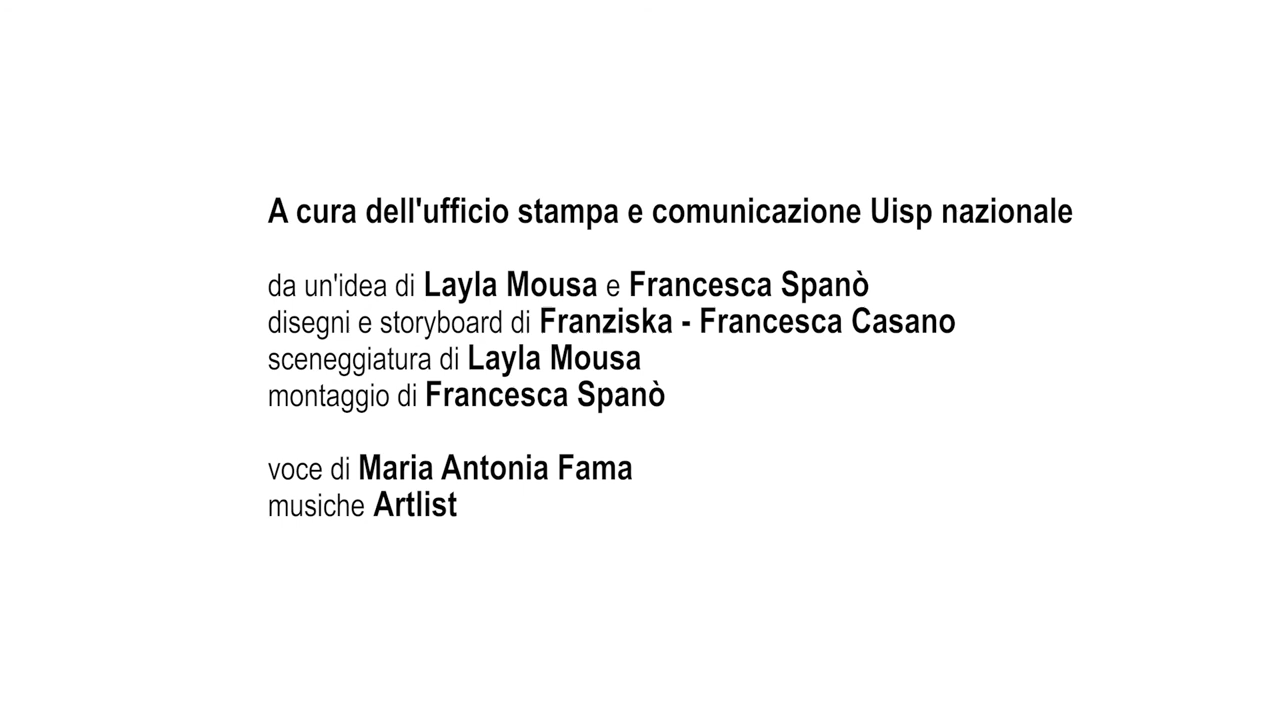 A cura dell'ufficio stampa e comunicazione Uisp nazionale
da un'idea di Layla Mousa e Francesca Spanò
disegni e storyboard di Franziska - Francesca Casano
sceneggiatura di Layla Mousa
montaggio di Francesca Spanò
voce di Maria Antonia Fama
musiche Artlist